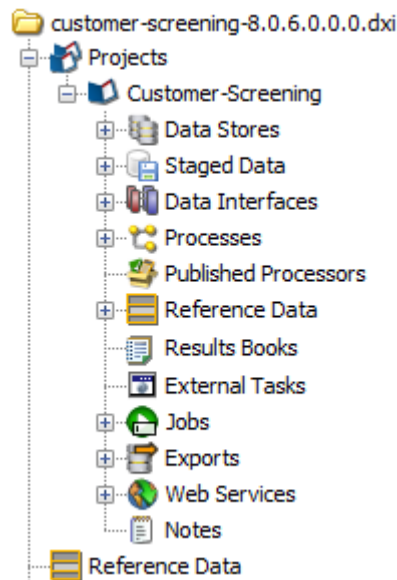 customer-screening-8.0.6.0.0.0.dxi
Projects
Customer-Screening
Data Stores
Staged Data
Data Interfaces
Processes
Published Processors
Reference Data
Results Books
External Tasks
Jobs
Exports
Web Services
Notes
Reference Data